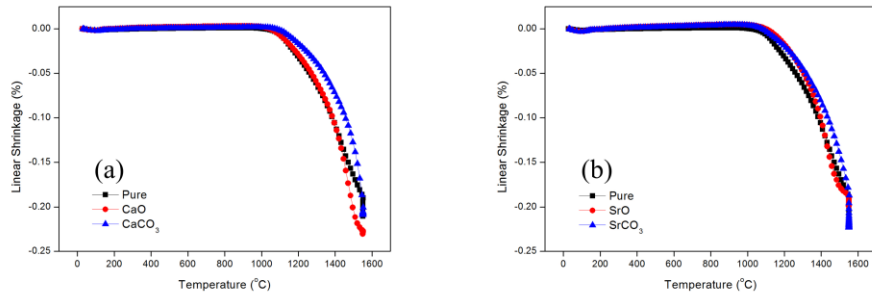 0.00
-0.05
-0.10
-0.15
-0.20
-0.25
Linear Shrinkage (%)
(a)
Pure
CaO
CaCO₃
0 200 400 600 800 1000 1200 1400 1600
Temperature (°C)
0.00
-0.05
-0.10
-0.15
-0.20
-0.25
Linear Shrinkage (%)
(b)
Pure
SrO
SrCO₃
0 200 400 600 800 1000 1200 1400 1600
Temperature (°C)